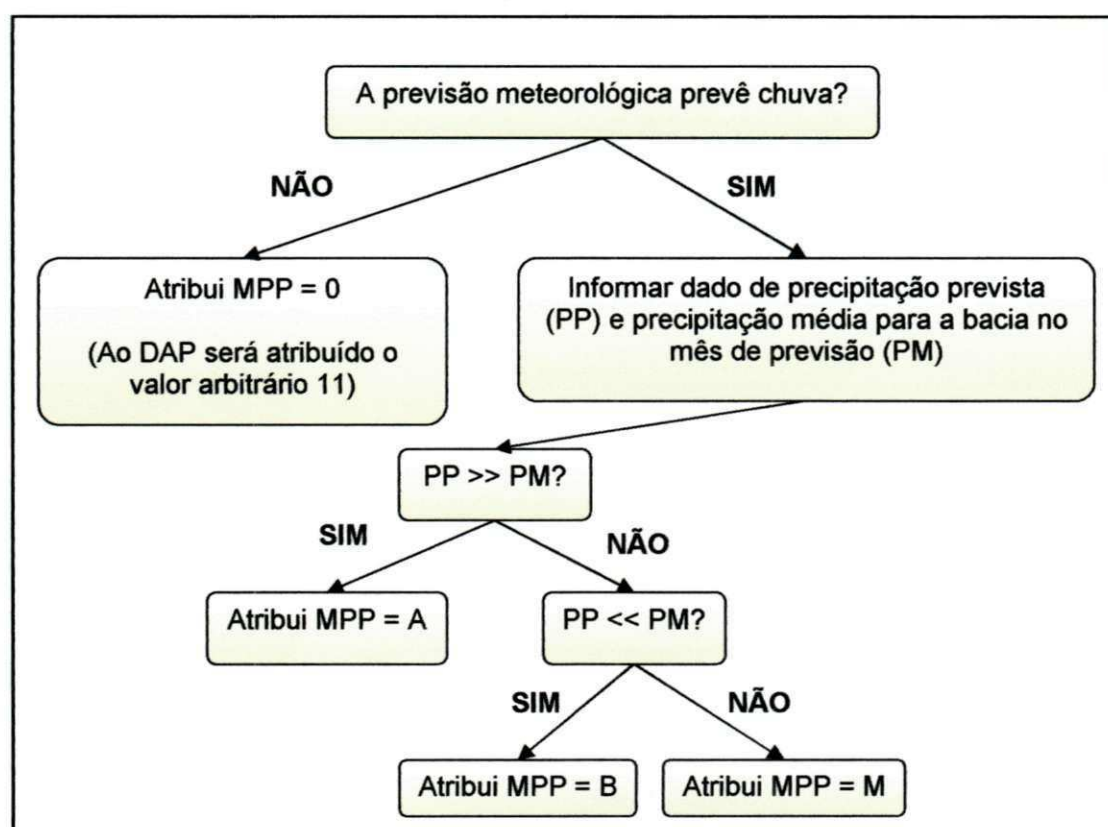 A previsão meteorológica prevê chuva?
NÃO
SIM
Atribui MPP = 0
(Ao DAP será atribuído o
valor arbitrário 11)
Informar dado de precipitação prevista
(PP) e precipitação média para a bacia no
mês de previsão (PM)
PP >> PM?
SIM
NÃO
Atribui MPP = A
PP << PM?
SIM
NÃO
Atribui MPP = B
Atribui MPP = M